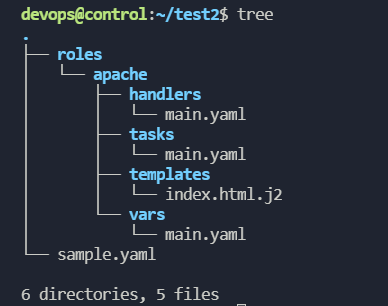 devops@control:~/test2$ tree
.
├── roles
│   └── apache
│       ├── handlers
│       │   └── main.yaml
│       ├── tasks
│       │   └── main.yaml
│       ├── templates
│       │   └── index.html.j2
│       └── vars
│           └── main.yaml
└── sample.yaml

6 directories, 5 files